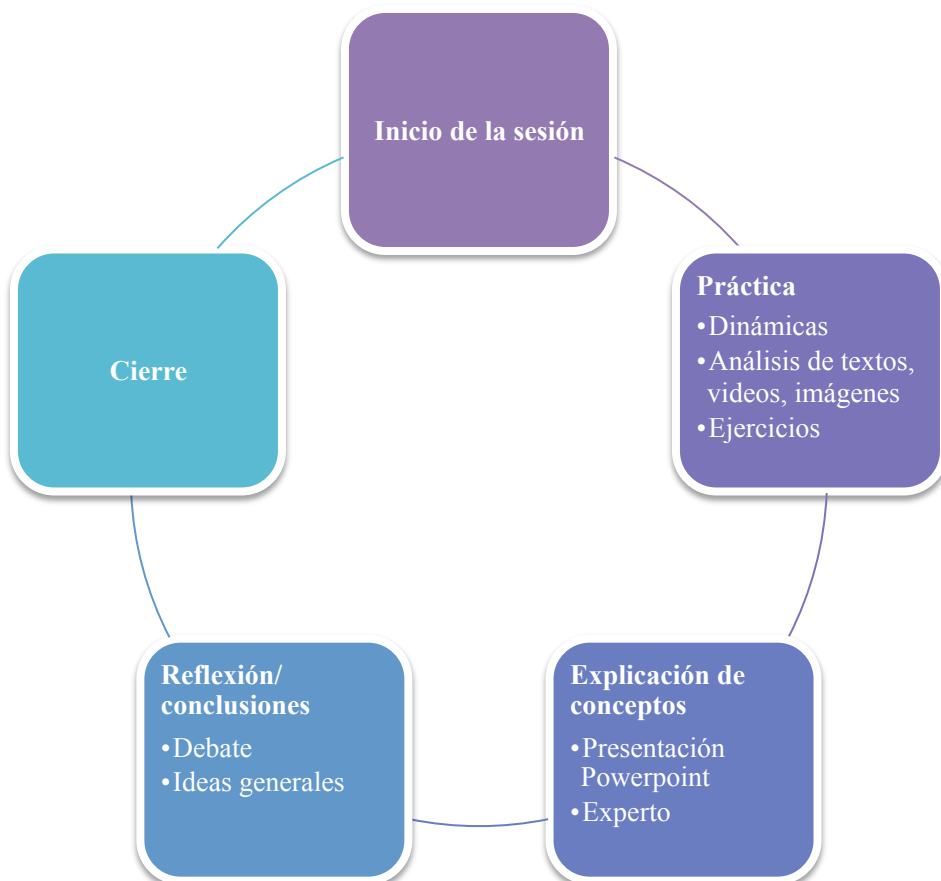 Inicio de la sesión
Práctica
•Dinámicas
•Análisis de textos,
videos, imágenes
•Ejercicios
Explicación de
conceptos
•Presentación
Powerpoint
•Experto
Reflexión/
conclusiones
•Debate
•Ideas generales
Cierre